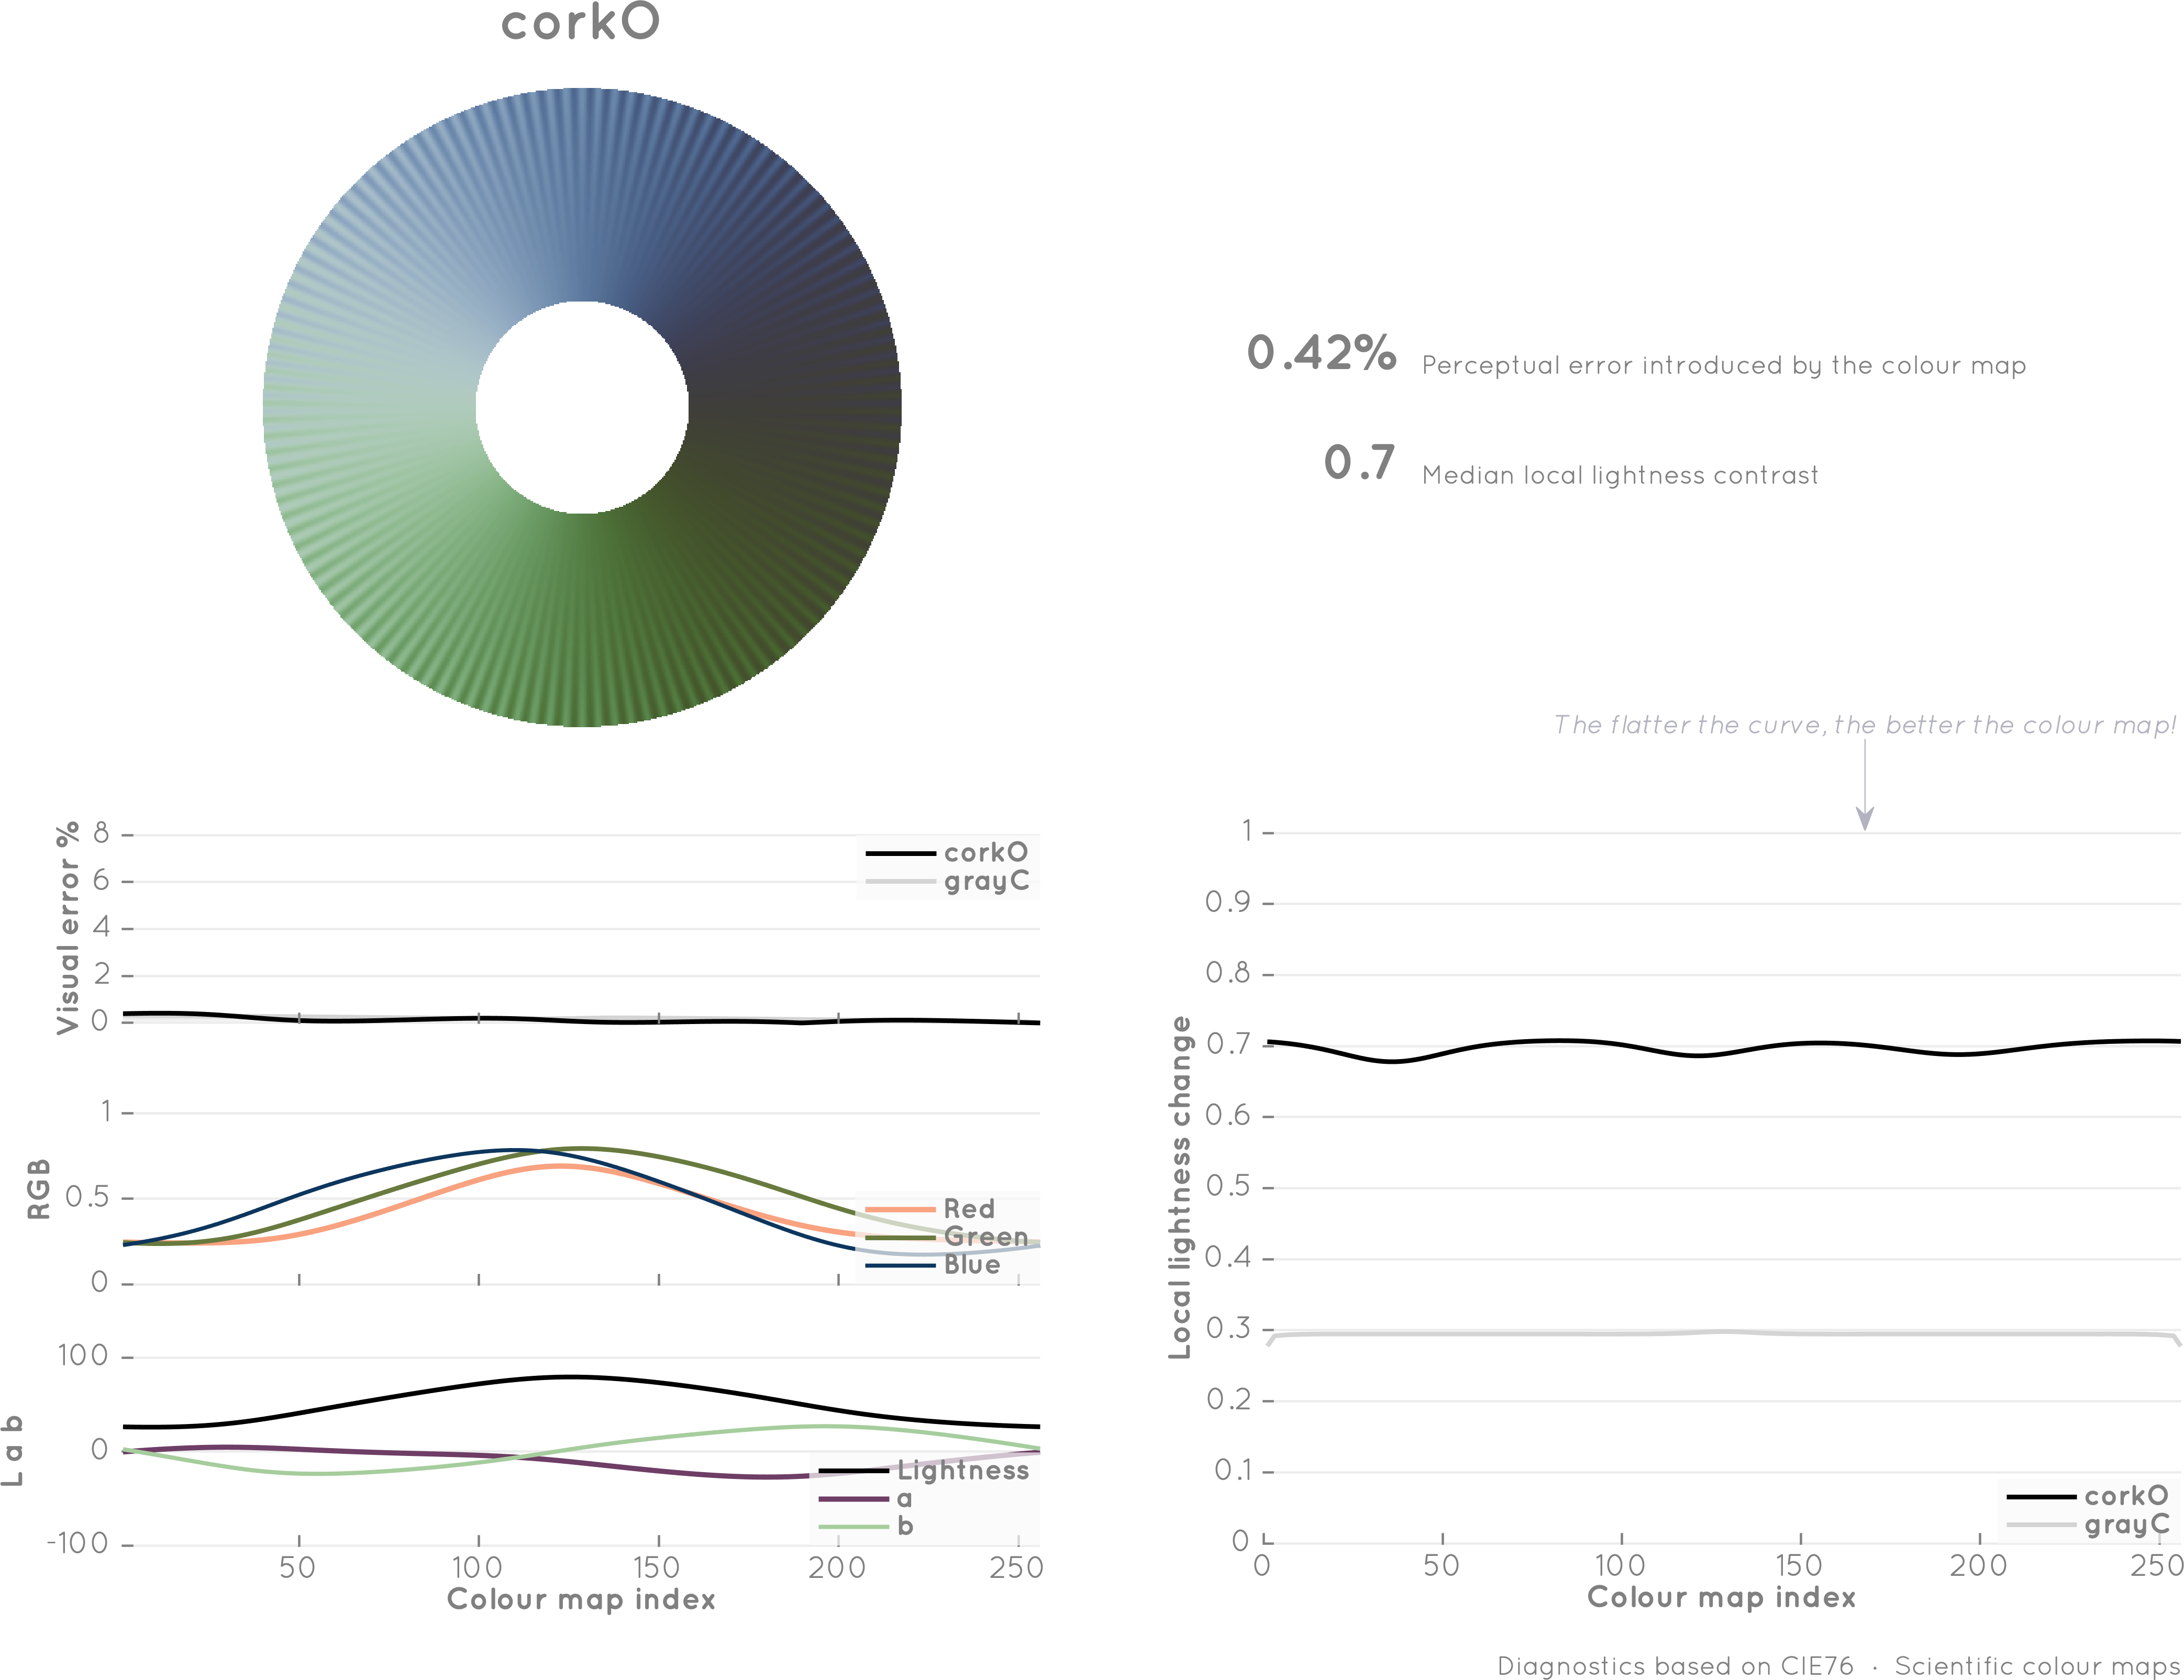 corkO
0.42% Perceptual error introduced by the colour map
0.7 Median local lightness contrast
The flatter the curve, the better the colour map!
Visual error %
8
6
4
2
0
corkO
grayC
RGB
1
0.5
0
Red
Green
Blue
L a b
100
0
-100
Lightness
a
b
50 100 150 200 250
Colour map index
Local lightness change
1
0.9
0.8
0.7
0.6
0.5
0.4
0.3
0.2
0.1
0
corkO
grayC
0 50 100 150 200 250
Colour map index
Diagnostics based on CIE76 · Scientific colour maps